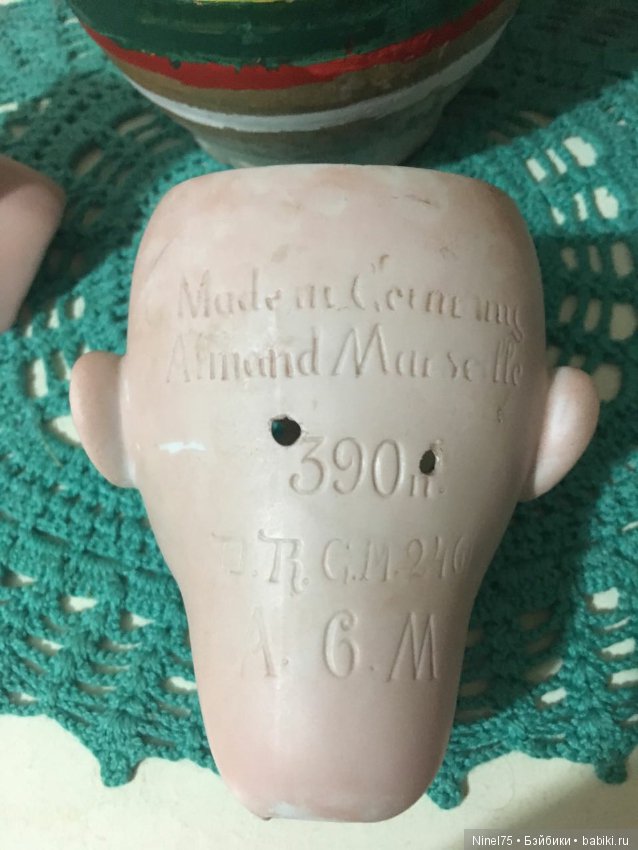 Made in Germany
Armand Marseille
390n.
D.R.G.M. 246
A. 6. M
Ninel75 • Бэйбики • babiki.ru